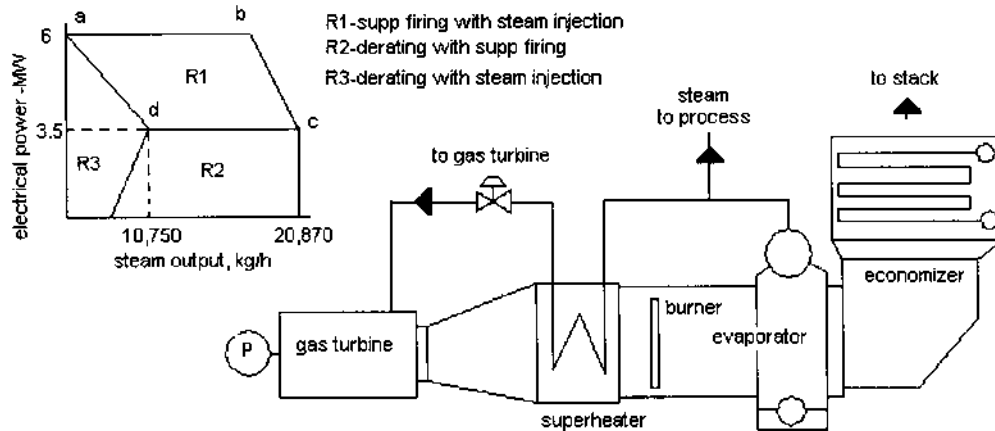 a
b
R1-supp firing with steam injection
R2-derating with supp firing
R3-derating with steam injection
6
R1
electrical power -MW
d
c
3.5
R3
R2
10,750
20,870
steam output, kg/h
to stack
steam
to process
to gas turbine
economizer
burner
evaporator
P
gas turbine
superheater